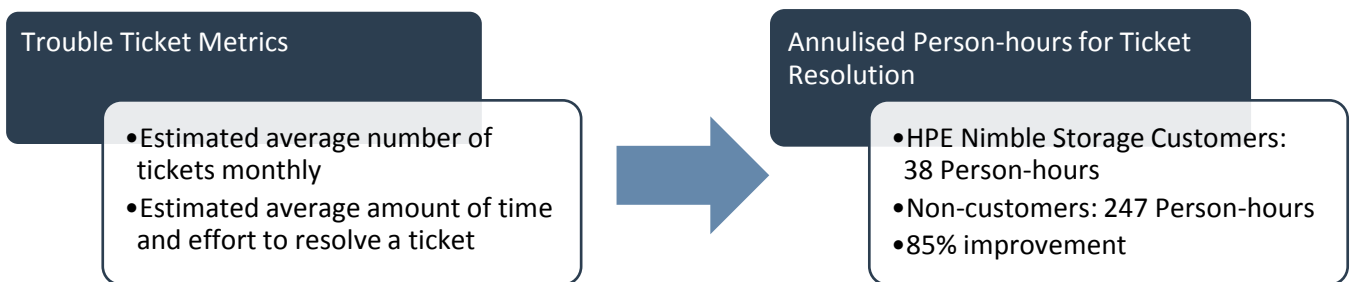 Trouble Ticket Metrics
•Estimated average number of
tickets monthly
•Estimated average amount of time
and effort to resolve a ticket
Annulised Person-hours for Ticket
Resolution
•HPE Nimble Storage Customers:
38 Person-hours
•Non-customers: 247 Person-hours
•85% improvement